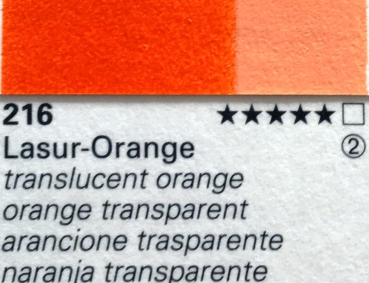 216 ★★★★★ □
Lasur-Orange ②
translucent orange
orange transparent
arancione trasparente
naranja transparente